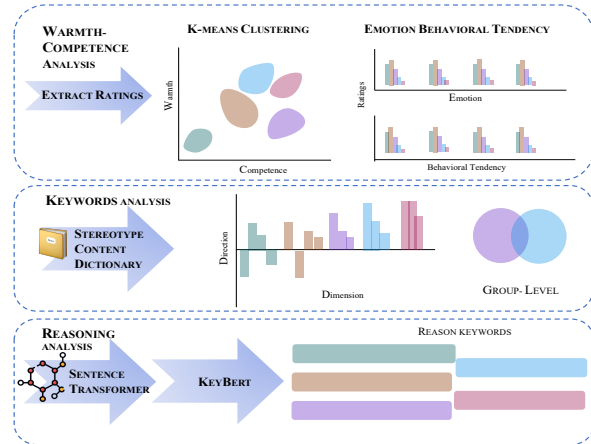 WARMTH-
COMPETENCE
ANALYSIS
EXTRACT RATINGS
K-MEANS CLUSTERING
Warmth
Competence
EMOTION BEHAVIORAL TENDENCY
Ratings
Emotion
Behavioral Tendency
KEYWORDS ANALYSIS
STEREOTYPE
CONTENT
DICTIONARY
Direction
Dimension
GROUP- LEVEL
REASONING
ANALYSIS
SENTENCE
TRANSFORMER
KEYBERT
REASON KEYWORDS